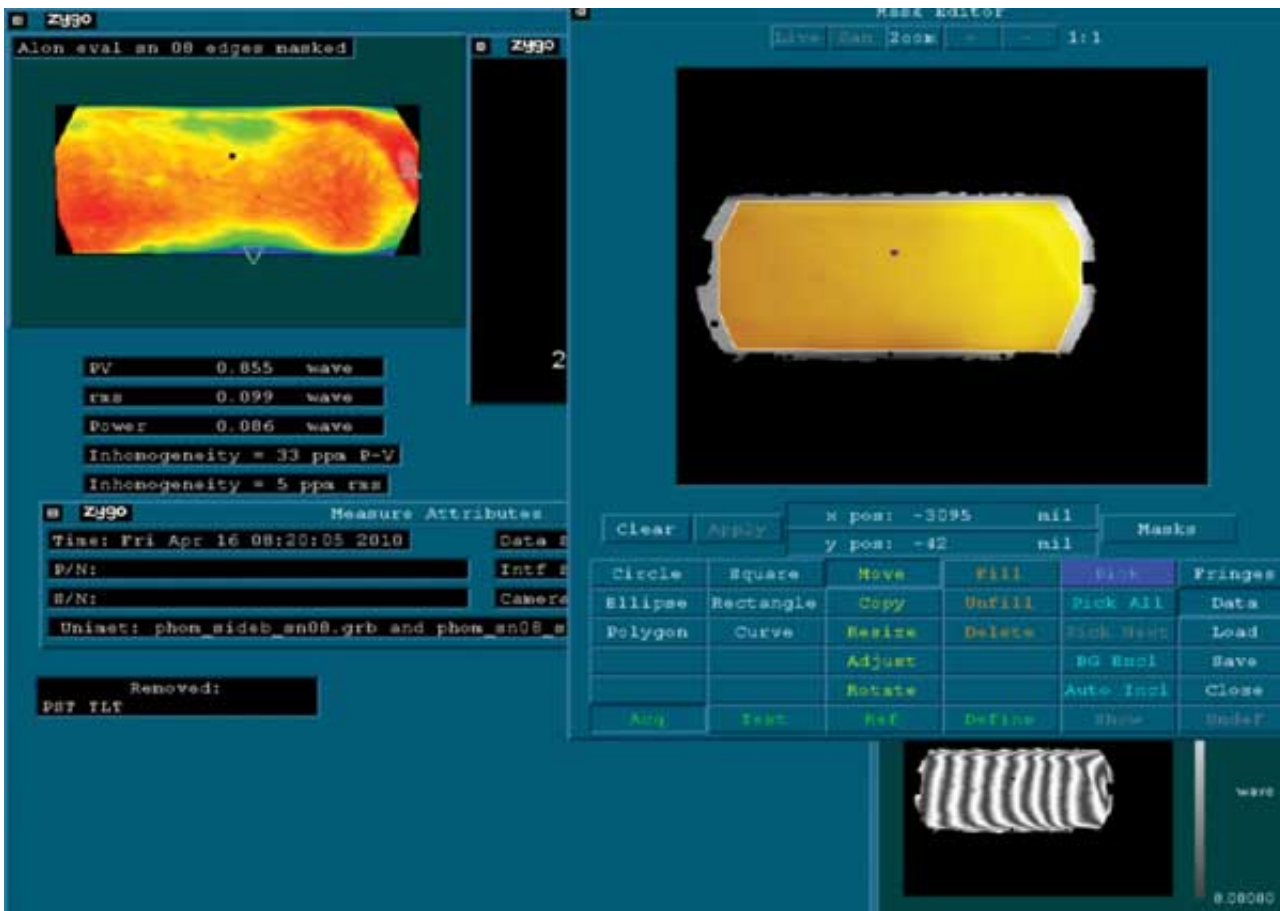 zygo
Alon eval sn 08 edges masked
zygo
2
PV 0.855 wave
rms 0.099 wave
Power 0.086 wave
Inhomogeneity = 33 ppm P-V
Inhomogeneity = 5 ppm rms
zygo Measure Attributes
Time: Fri Apr 16 08:20:05 2010 Data
P/N: Intf
S/N: Camera
Unimet: phom_sideb_sn08.grb and phom_sn08_s
Removed:
PST TLT
Mask Editor
Live Zoom + - 1:1
Clear Apply x pos: -3095 mil Masks
y pos: -42 mil
Circle Square Move Fill Pick Fringes
Ellipse Rectangle Copy Unfill Pick All Data
Polygon Curve Resize Delete Pick Next Load
Adjust BG Encl Save
Rotate Auto Incl Close
Acq Test Ref Define Show Undef
wave